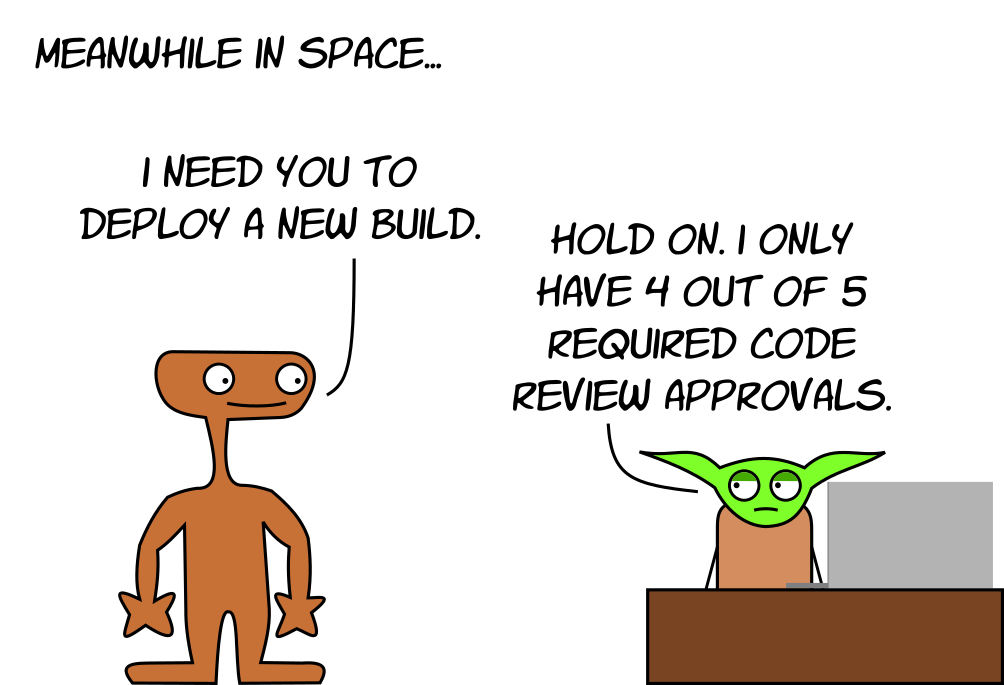 MEANWHILE IN SPACE...
I NEED YOU TO
DEPLOY A NEW BUILD.
HOLD ON. I ONLY
HAVE 4 OUT OF 5
REQUIRED CODE
REVIEW APPROVALS.